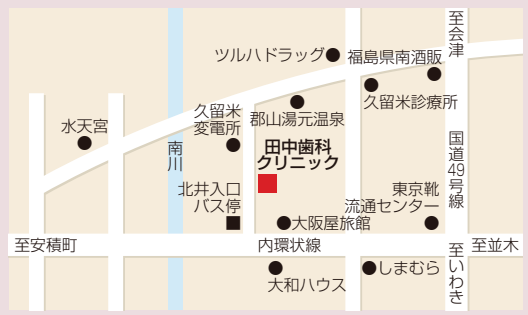 至会津
ツルハドラッグ
福島県南酒販
久留米診療所
久留米
変電所
郡山湯元温泉
水天宮
南川
田中歯科
クリニック
国道49号線
北井入口
バス停
東京靴
流通センター
大阪屋旅館
至安積町
内環状線
至いわき
至並木
大和ハウス
しまむら